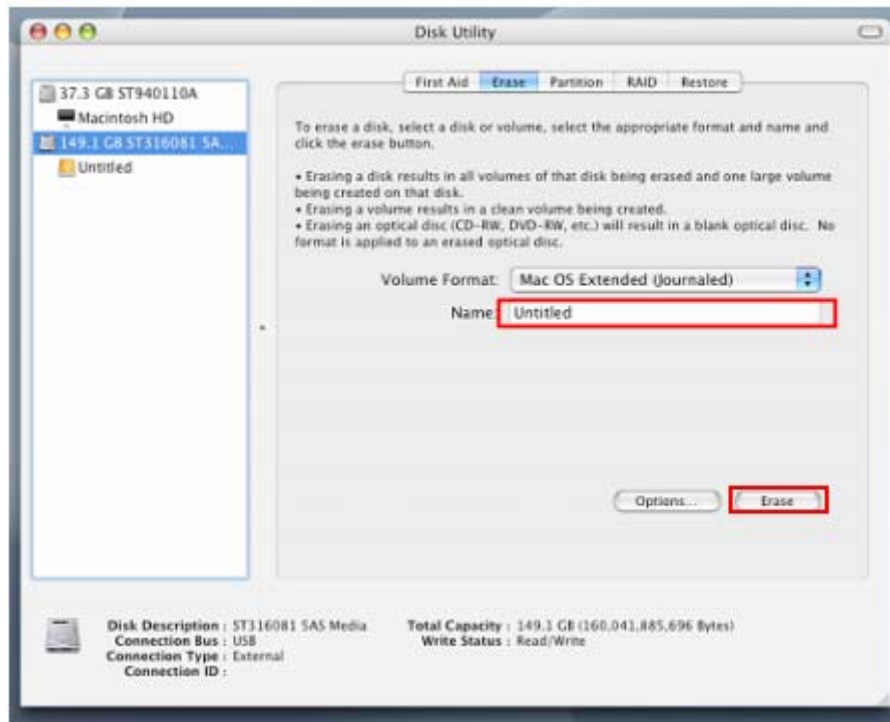 Disk Utility
37.3 GB ST940110A
Macintosh HD
149.1 GB ST316081 5A...
Untitled
First Aid Erase Partition RAID Restore
To erase a disk, select a disk or volume, select the appropriate format and name and
click the erase button.
• Erasing a disk results in all volumes of that disk being erased and one large volume
being created on that disk.
• Erasing a volume results in a clean volume being created.
• Erasing an optical disc (CD-RW, DVD-RW, etc.) will result in a blank optical disc. No
format is applied to an erased optical disc.
Volume Format: Mac OS Extended (Journaled)
Name: Untitled
Options... Erase
Disk Description : ST316081 5AS Media
Connection Bus : USB
Connection Type : External
Connection ID :
Total Capacity : 149.1 GB (160,041,885,696 Bytes)
Write Status : Read/Write